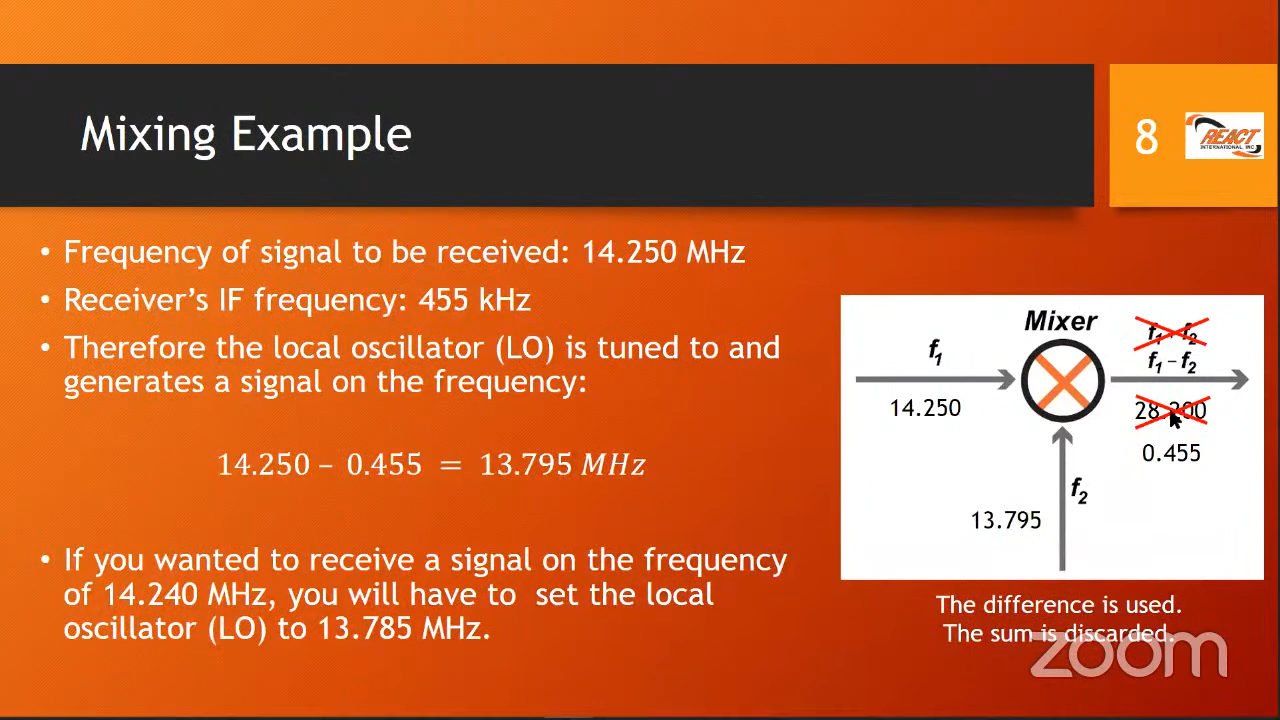 Mixing Example
8
REACT
INTERNATIONAL, INC.
• Frequency of signal to be received: 14.250 MHz
• Receiver's IF frequency: 455 kHz
• Therefore the local oscillator (LO) is tuned to and
generates a signal on the frequency:
14.250 – 0.455 = 13.795 MHz
• If you wanted to receive a signal on the frequency
of 14.240 MHz, you will have to set the local
oscillator (LO) to 13.785 MHz.
Mixer
f₁
14.250
f₁ + f₂
f₁ – f₂
0.455
f₂
13.795
The difference is used.
The sum is discarded.
zoom